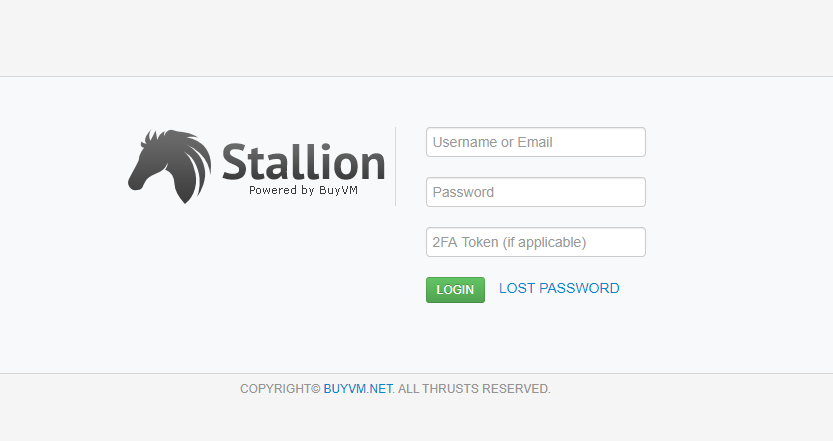 Stallion
Powered by BuyVM
Username or Email
Password
2FA Token (if applicable)
LOGIN LOST PASSWORD
COPYRIGHT© BUYVM.NET. ALL THRUSTS RESERVED.